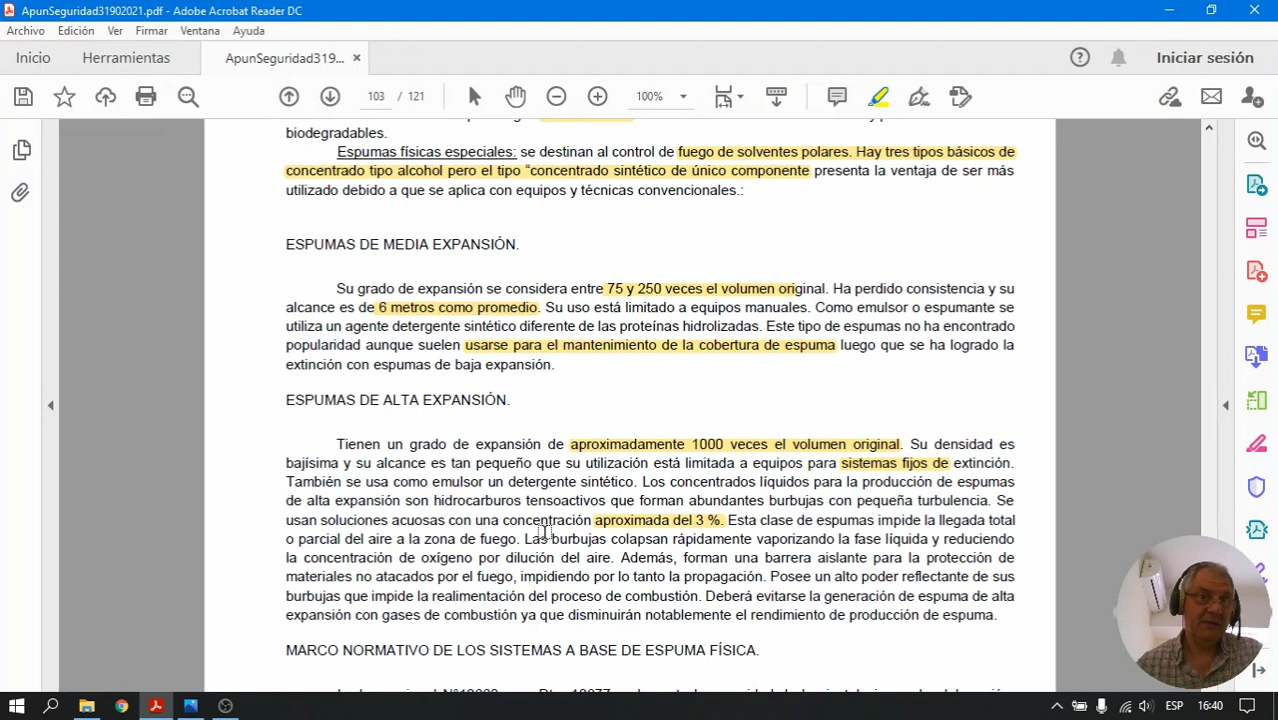 ApunSeguridad31902021.pdf - Adobe Acrobat Reader DC
Archivo Edición Ver Firmar Ventana Ayuda
Inicio Herramientas ApunSeguridad319... × Iniciar sesión
103 / 121 100%
biodegradables.
Espumas físicas especiales: se destinan al control de fuego de solventes polares. Hay tres tipos básicos de
concentrado tipo alcohol pero el tipo “concentrado sintético de único componente presenta la ventaja de ser más
utilizado debido a que se aplica con equipos y técnicas convencionales.:
ESPUMAS DE MEDIA EXPANSIÓN.
Su grado de expansión se considera entre 75 y 250 veces el volumen original. Ha perdido consistencia y su
alcance es de 6 metros como promedio. Su uso está limitado a equipos manuales. Como emulsor o espumante se
utiliza un agente detergente sintético diferente de las proteínas hidrolizadas. Este tipo de espumas no ha encontrado
popularidad aunque suelen usarse para el mantenimiento de la cobertura de espuma luego que se ha logrado la
extinción con espumas de baja expansión.
ESPUMAS DE ALTA EXPANSIÓN.
Tienen un grado de expansión de aproximadamente 1000 veces el volumen original. Su densidad es
bajísima y su alcance es tan pequeño que su utilización está limitada a equipos para sistemas fijos de extinción.
También se usa como emulsor un detergente sintético. Los concentrados líquidos para la producción de espumas
de alta expansión son hidrocarburos tensoactivos que forman abundantes burbujas con pequeña turbulencia. Se
usan soluciones acuosas con una concentración aproximada del 3 %. Esta clase de espumas impide la llegada total
o parcial del aire a la zona de fuego. Las burbujas colapsan rápidamente vaporizando la fase líquida y reduciendo
la concentración de oxígeno por dilución del aire. Además, forman una barrera aislante para la protección de
materiales no atacados por el fuego, impidiendo por lo tanto la propagación. Posee un alto poder reflectante de sus
burbujas que impide la realimentación del proceso de combustión. Deberá evitarse la generación de espuma de alta
expansión con gases de combustión ya que disminuirán notablemente el rendimiento de producción de espuma.
MARCO NORMATIVO DE LOS SISTEMAS A BASE DE ESPUMA FÍSICA.
ESP 16:40